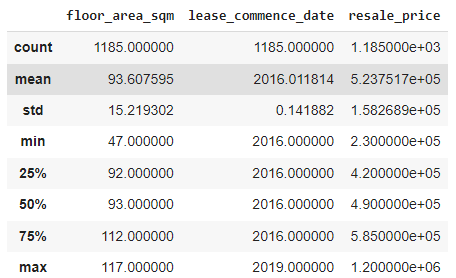 floor_area_sqm lease_commence_date resale_price
count 1185.000000 1185.000000 1.185000e+03
mean 93.607595 2016.011814 5.237517e+05
std 15.219302 0.141882 1.582689e+05
min 47.000000 2016.000000 2.300000e+05
25% 92.000000 2016.000000 4.200000e+05
50% 93.000000 2016.000000 4.900000e+05
75% 112.000000 2016.000000 5.850000e+05
max 117.000000 2019.000000 1.200000e+06